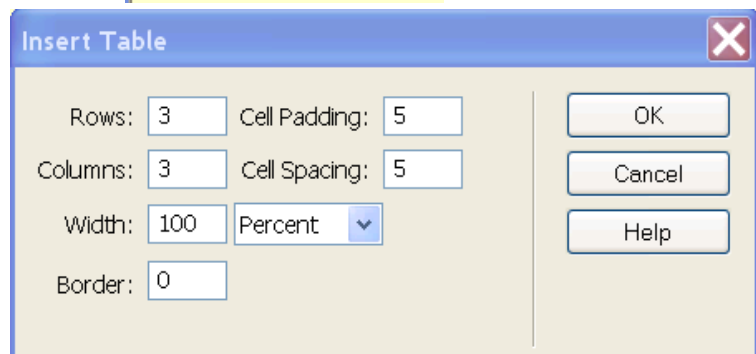 Insert Table
Rows: 3 Cell Padding: 5 OK
Columns: 3 Cell Spacing: 5 Cancel
Width: 100 Percent Help
Border: 0